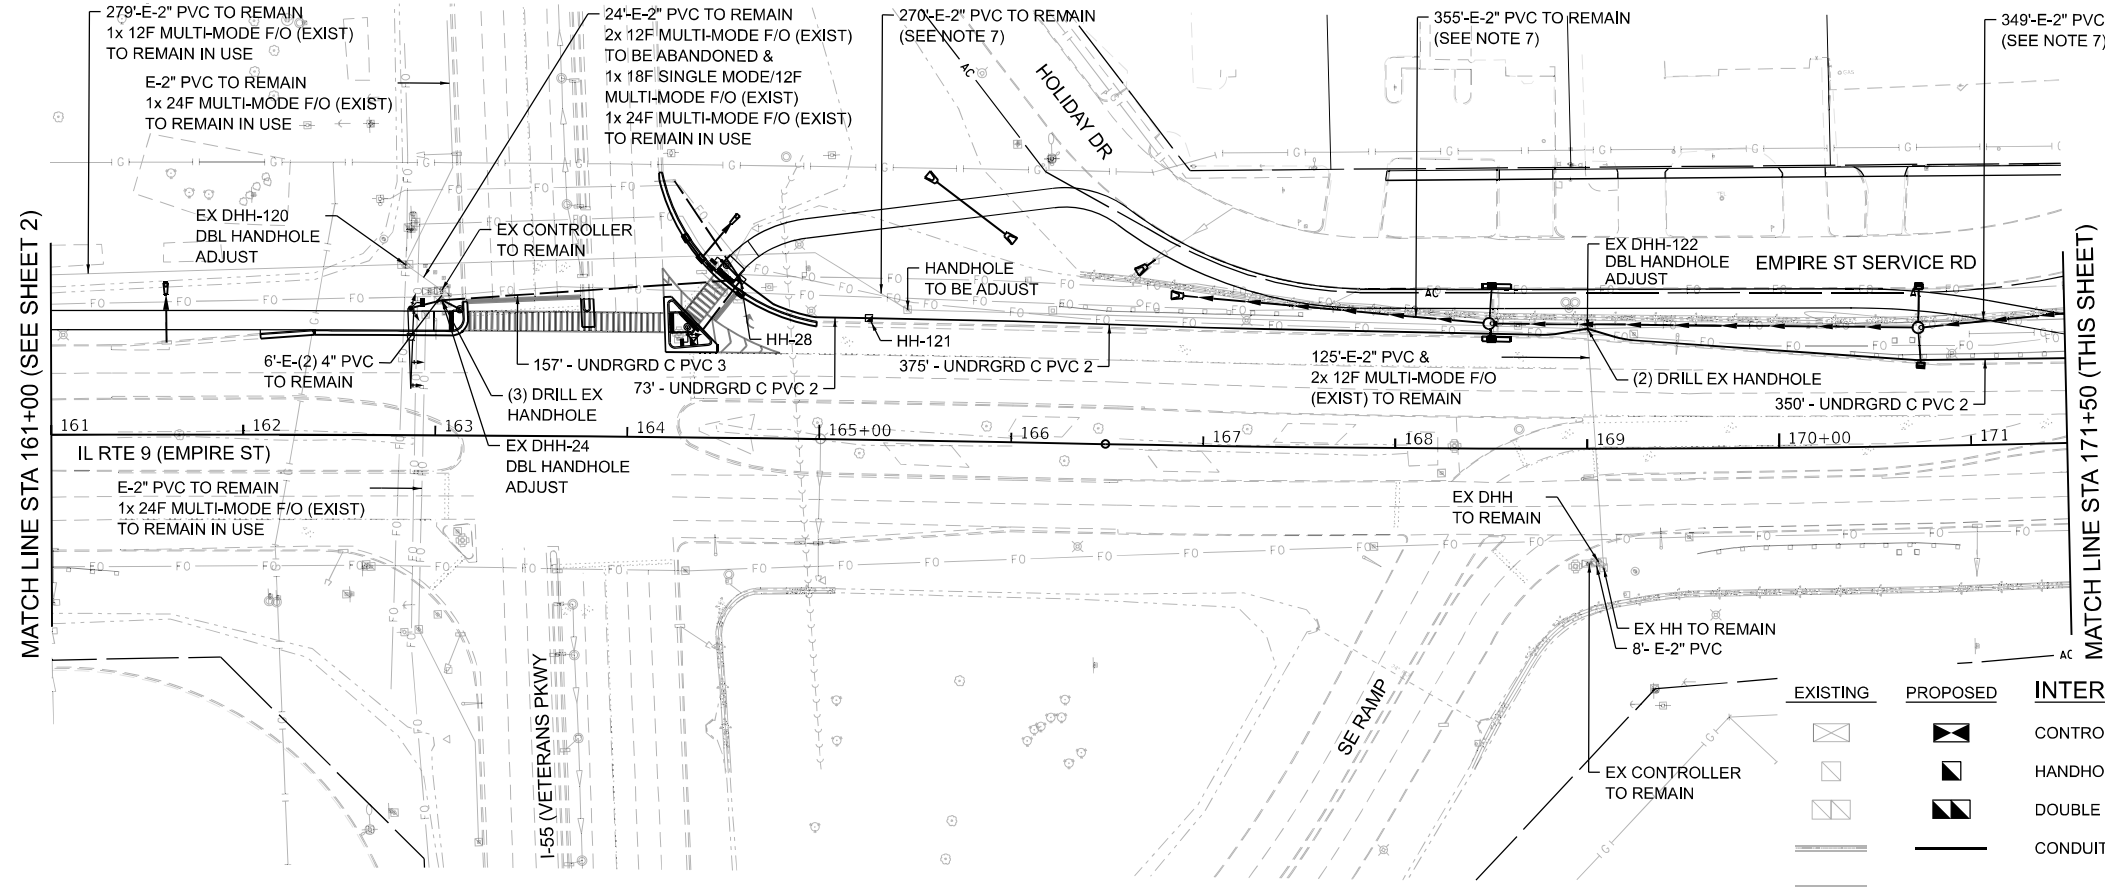 279'-E-2" PVC TO REMAIN
1x 12F MULTI-MODE F/O (EXIST)
TO REMAIN IN USE
E-2" PVC TO REMAIN
1x 24F MULTI-MODE F/O (EXIST)
TO REMAIN IN USE
24'-E-2" PVC TO REMAIN
2x 12F MULTI-MODE F/O (EXIST)
TO BE ABANDONED &
1x 18F SINGLE MODE/12F
MULTI-MODE F/O (EXIST)
1x 24F MULTI-MODE F/O (EXIST)
TO REMAIN IN USE
270'-E-2" PVC TO REMAIN
(SEE NOTE 7)
355'-E-2" PVC TO REMAIN
(SEE NOTE 7)
349'-E-2" PVC
(SEE NOTE 7)
AC
HOLIDAY DR
GAS
MATCH LINE STA 161+00 (SEE SHEET 2)
EX DHH-120
DBL HANDHOLE
ADJUST
EX CONTROLLER
TO REMAIN
HANDHOLE
TO BE ADJUST
EX DHH-122
DBL HANDHOLE
ADJUST
EMPIRE ST SERVICE RD
AC
MATCH LINE STA 171+50 (THIS SHEET)
6'-E-(2) 4" PVC
TO REMAIN
157' - UNDRGRD C PVC 3
73' - UNDRGRD C PVC 2
HH-28
HH-121
375' - UNDRGRD C PVC 2
125'-E-2" PVC &
2x 12F MULTI-MODE F/O
(EXIST) TO REMAIN
(2) DRILL EX HANDHOLE
350' - UNDRGRD C PVC 2
(3) DRILL EX
HANDHOLE
161
162
163
164
165+00
166
167
168
169
170+00
171
IL RTE 9 (EMPIRE ST)
EX DHH-24
DBL HANDHOLE
ADJUST
E-2" PVC TO REMAIN
1x 24F MULTI-MODE F/O (EXIST)
TO REMAIN IN USE
EX DHH
TO REMAIN
EX HH TO REMAIN
8'- E-2" PVC
AC
I-55 (VETERANS PKWY
SE RAMP
EX CONTROLLER
TO REMAIN
EXISTING
PROPOSED
INTER
CONTRO
HANDHO
DOUBLE
CONDUIT